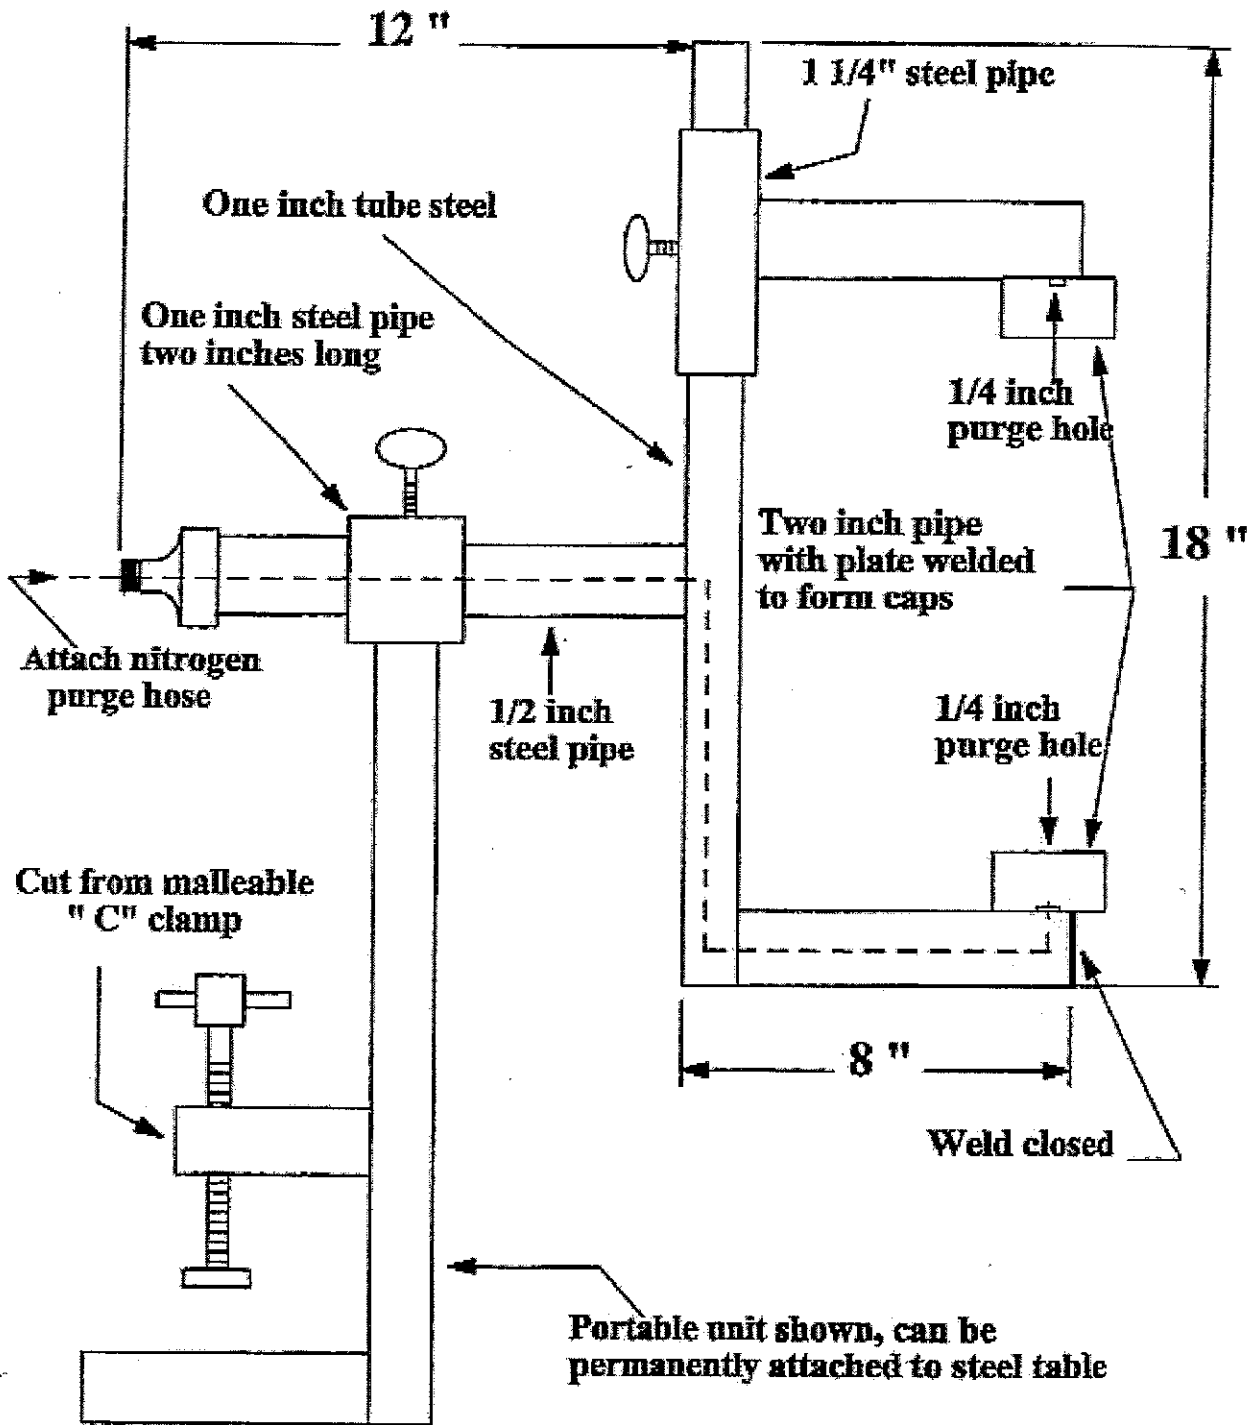 12 "
1 1/4" steel pipe
One inch tube steel
One inch steel pipe
two inches long
1/4 inch
purge hole
Two inch pipe
with plate welded
to form caps
18 "
Attach nitrogen
purge hose
1/2 inch
steel pipe
1/4 inch
purge hole
Cut from malleable
" C" clamp
8 "
Weld closed
Portable unit shown, can be
permanently attached to steel table